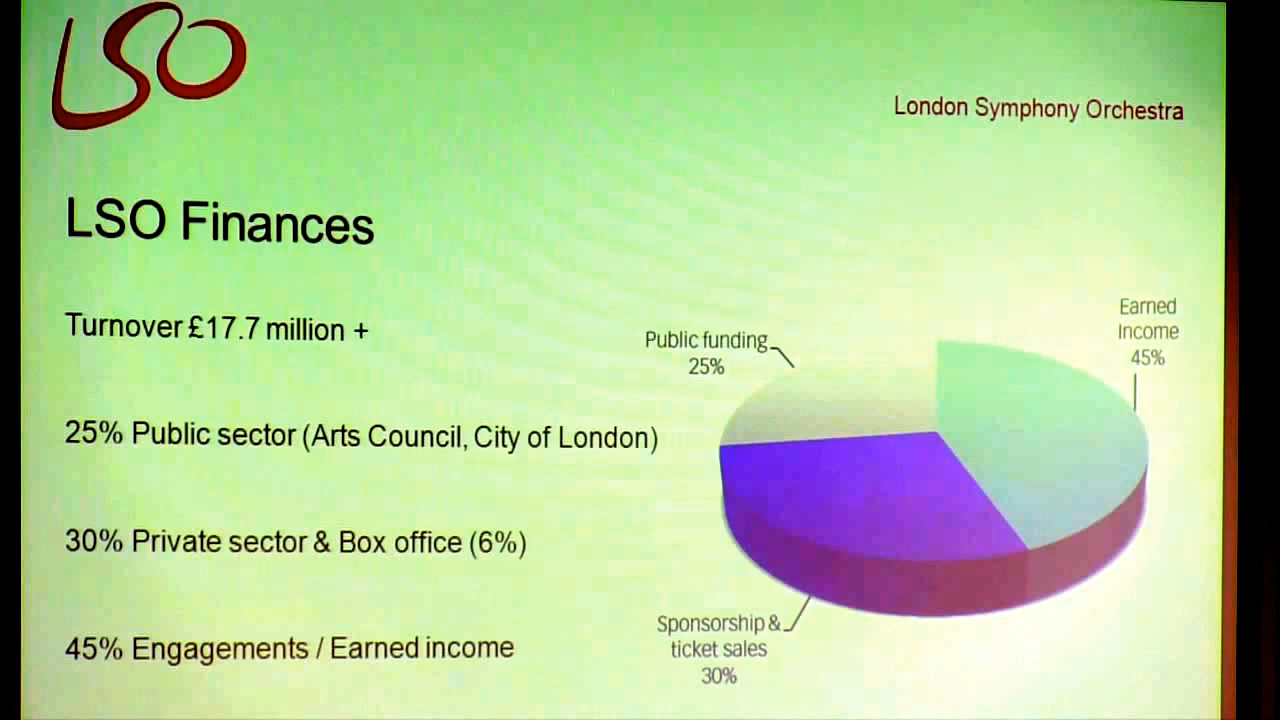 LSO
London Symphony Orchestra
LSO Finances
Turnover £17.7 million +
25% Public sector (Arts Council, City of London)
30% Private sector & Box office (6%)
45% Engagements / Earned income
Public funding
25%
Earned
Income
45%
Sponsorship &
ticket sales
30%